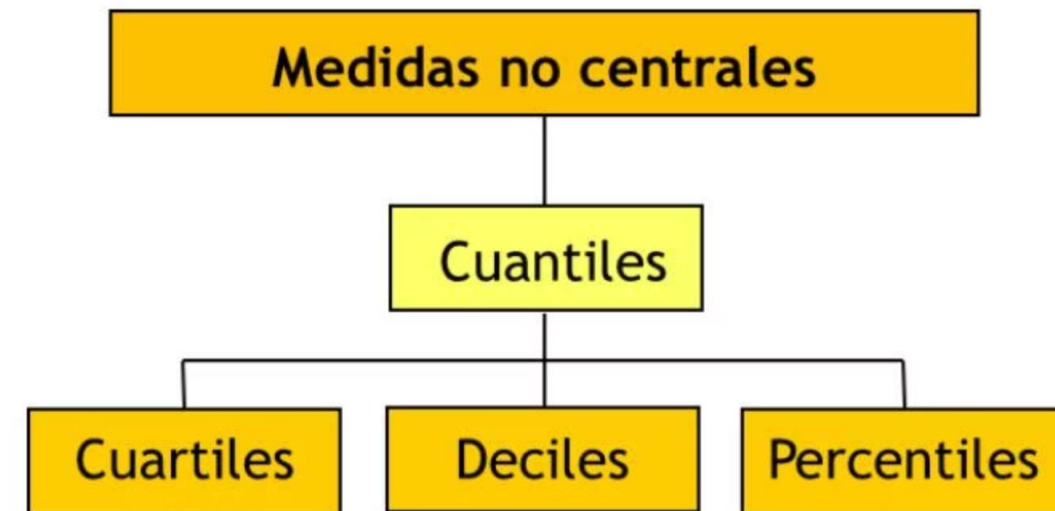 Medidas no centrales
Cuantiles
Cuartiles
Deciles
Percentiles